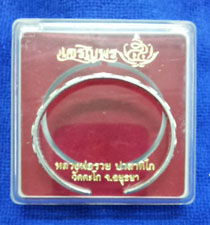 เจริญพร
หลวงพ่อรวย ปาสาทิโก
วัดตะโก จ.อยุธยา